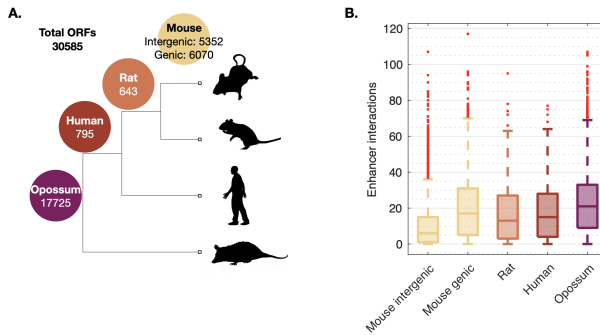 A.
Total ORFs
30585
Mouse
Intergenic: 5352
Genic: 6070
Rat
643
Human
795
Opossum
17725
B.
Enhancer interactions
120
100
80
60
40
20
0
Mouse intergenic
Mouse genic
Rat
Human
Opossum